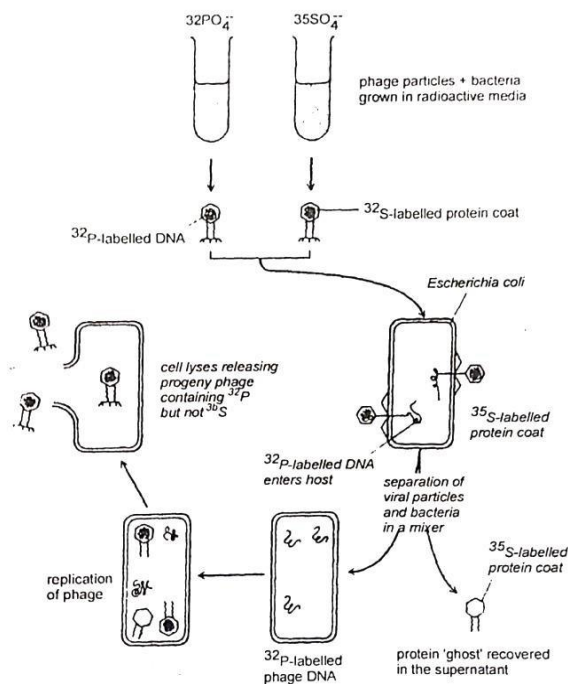 32PO4-- 35SO4--
phage particles + bacteria
grown in radioactive media
32P-labelled DNA
32S-labelled protein coat
Escherichia coli
cell lyses releasing
progeny phage
containing 32P
but not 3bS
35S-labelled
protein coat
32P-labelled DNA
enters host
separation of
viral particles
and bacteria
in a mixer
replication
of phage
35S-labelled
protein coat
32P-labelled
phage DNA
protein 'ghost' recovered
in the supernatant